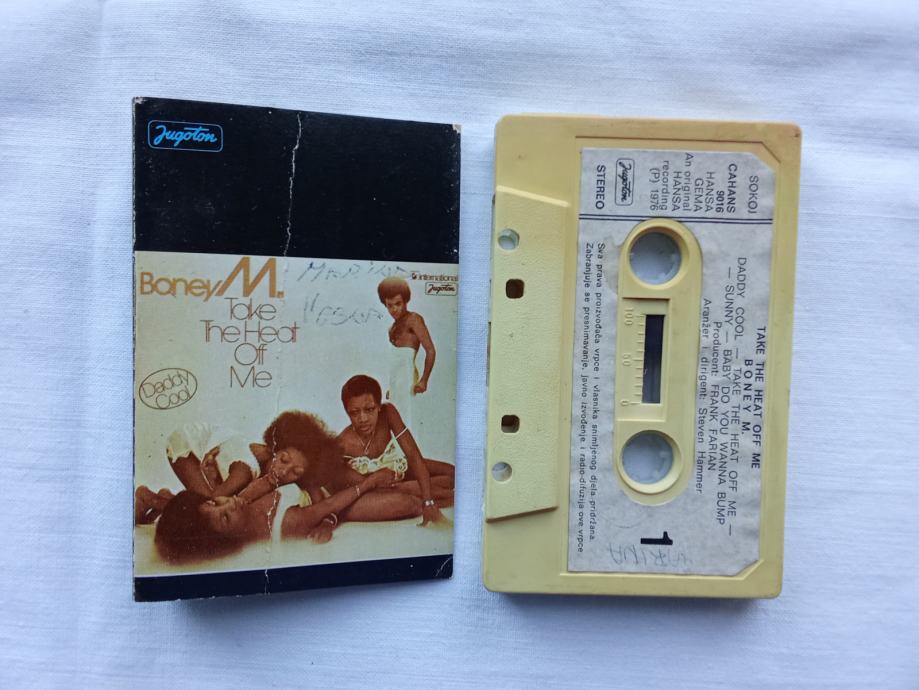 Jugoton
Boney M.
Take
The Heat
Off
Me
Daddy
Cool
international
Jugoton
SOKOJ
CAHANS
9016
HANSA
GEMA
An original
HANSA
recording
(P) 1976
Jugoton
STEREO
TAKE THE HEAT OFF ME
BONEY M.
DADDY COOL — TAKE THE HEAT OFF ME —
— SUNNY — BABY DO YOU WANNA BUMP
Producent: FRANK FARIAN
Aranžer i dirigent: Steven Hammer
100 50 0
1
Sva prava proizvođača vrpce i vlasnika snimljenog djela pridržana.
Zabranjuje se presnimavanje, javno izvođenje i radio-difuzija ove vrpce